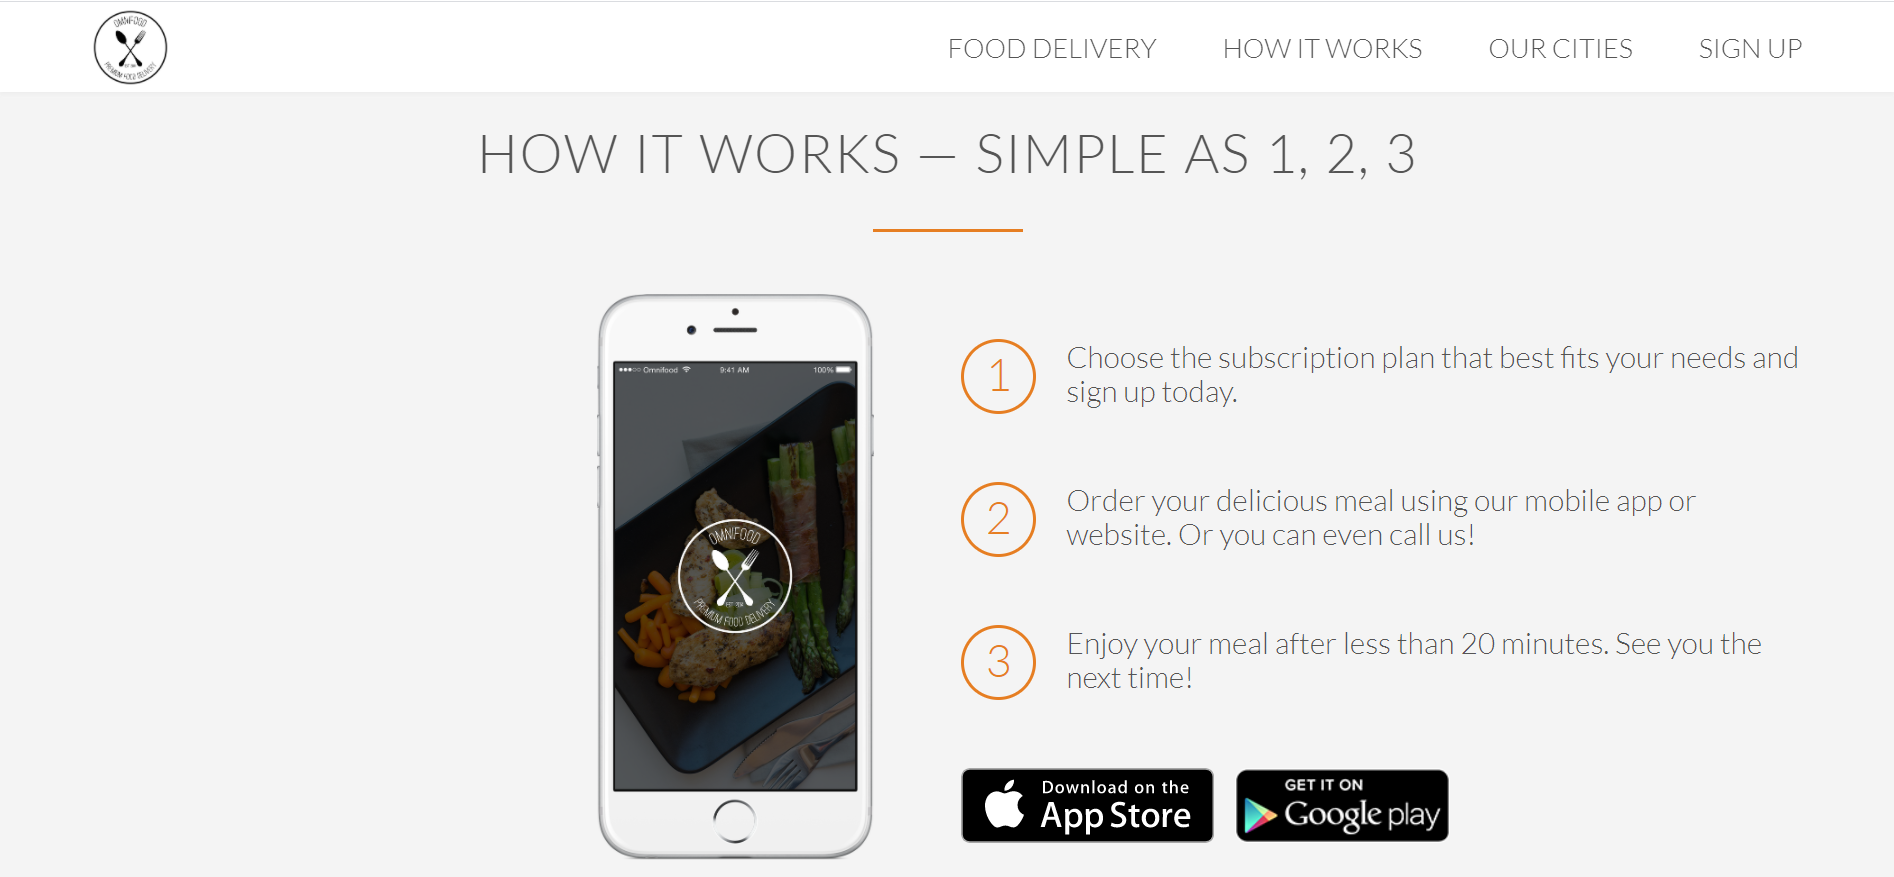 OMNIFOOD
PREMIUM FOOD DELIVERY
FOOD DELIVERY
HOW IT WORKS
OUR CITIES
SIGN UP
HOW IT WORKS — SIMPLE AS 1, 2, 3
Omnifood
9:41 AM
100%
OMNIFOOD
EST
PREMIUM FOOD DELIVERY
1
Choose the subscription plan that best fits your needs and
sign up today.
2
Order your delicious meal using our mobile app or
website. Or you can even call us!
3
Enjoy your meal after less than 20 minutes. See you the
next time!
Download on the
App Store
GET IT ON
Google play